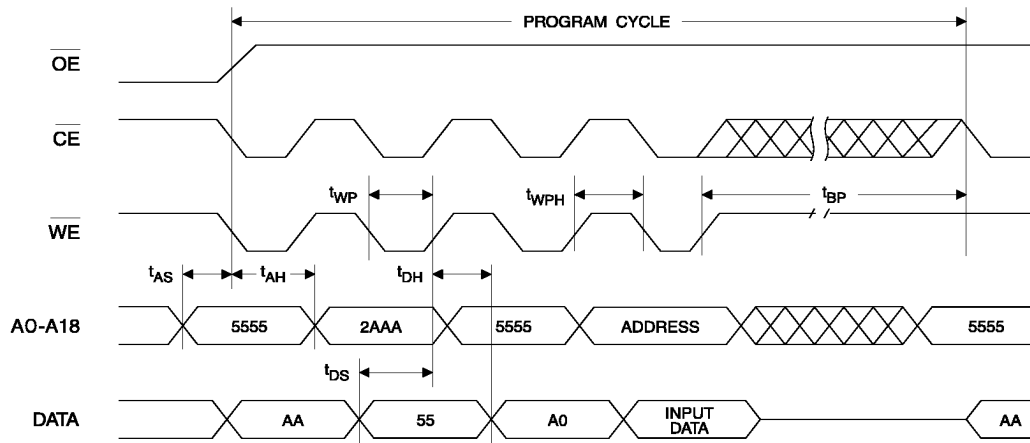 PROGRAM CYCLE
OE
CE
tWP
tWPH
tBP
WE
tAS
tAH
tDH
A0-A18
5555
2AAA
5555
ADDRESS
5555
tDS
DATA
AA
55
A0
INPUT
DATA
AA